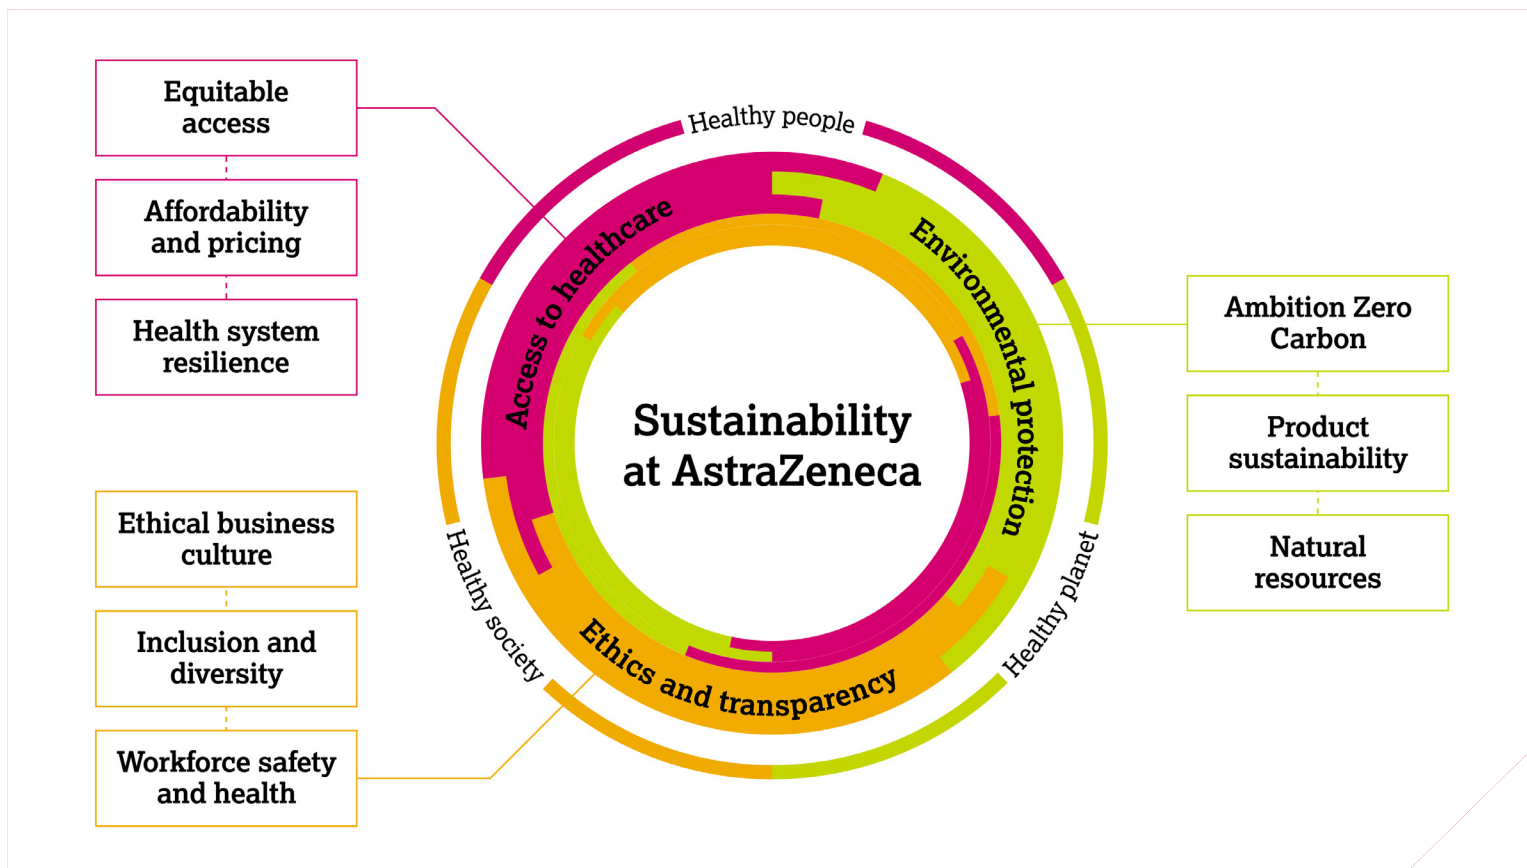 Equitable
access
Affordability
and pricing
Health system
resilience
Ethical business
culture
Inclusion and
diversity
Workforce safety
and health
Healthy people
Access to healthcare
Environmental protection
Sustainability
at AstraZeneca
Ethics and transparency
Healthy society
Healthy planet
Ambition Zero
Carbon
Product
sustainability
Natural
resources